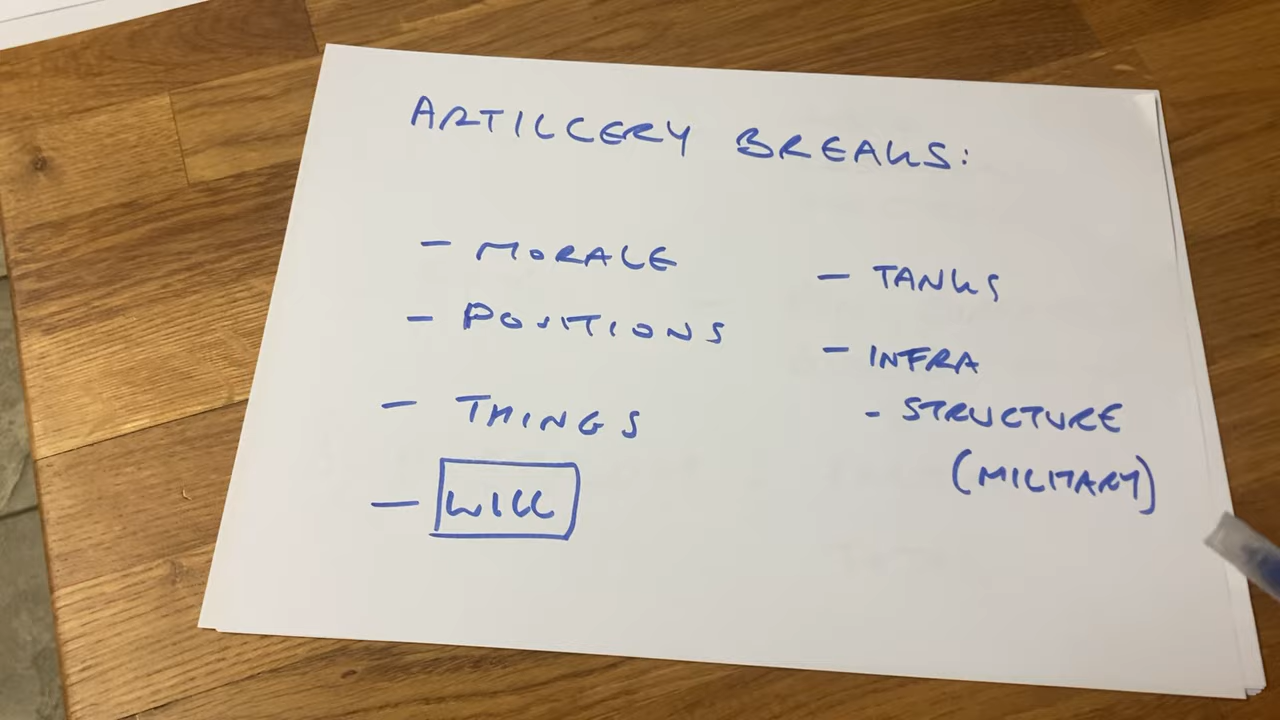 ARTILLERY BREAKS:
- MORALE
- POSITIONS
- THINGS
- WILL
- TANKS
- INFRA
- STRUCTURE
(MILITARY)